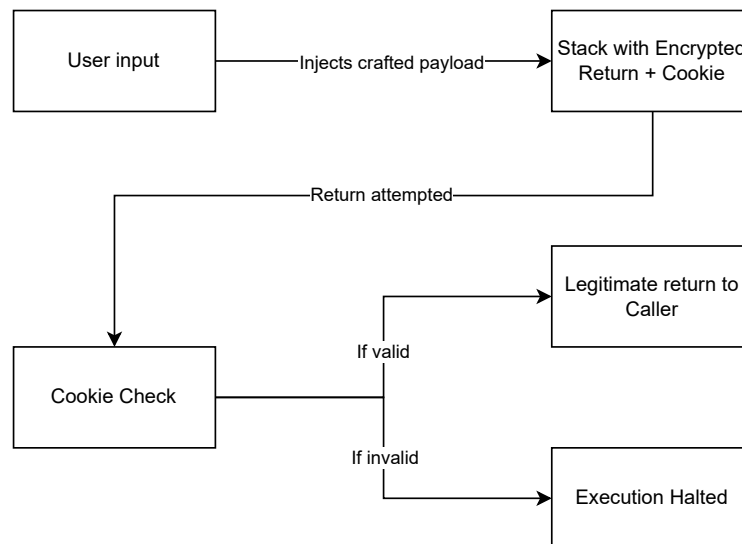 User input
Injects crafted payload
Stack with Encrypted
Return + Cookie
Return attempted
Legitimate return to
Caller
If valid
Cookie Check
If invalid
Execution Halted